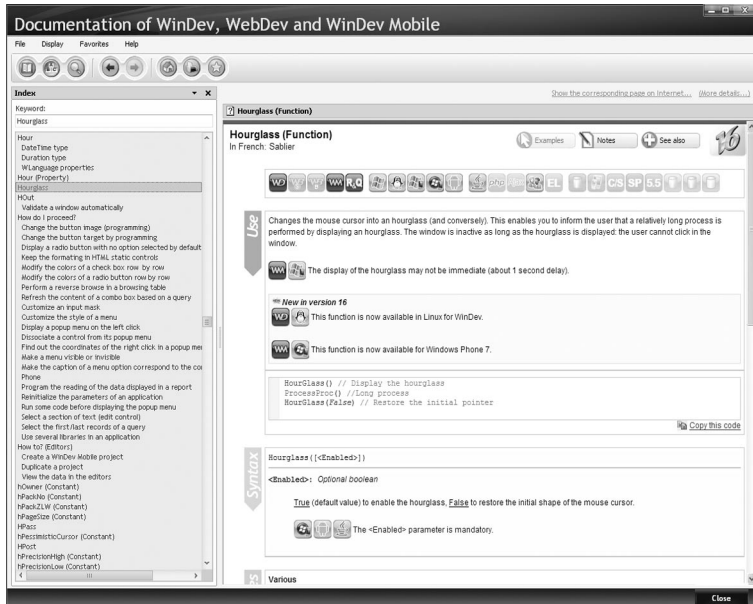 Documentation of WinDev, WebDev and WinDev Mobile
File Display Favorites Help
Index
Show the corresponding page on Internet... (More details...)
Keyword:
Hourglass
Hour
DateTime type
Duration type
WLanguage properties
Hour (Property)
Hourglass
HOut
Validate a window automatically
How do I proceed?
Change the button image (programming)
Change the button target by programming
Display a radio button with no option selected by default
Keep the formating in HTML static controls
Modify the colors of a check box row by row
Modify the colors of a radio button row by row
Perform a reverse browse in a browsing table
Refresh the content of a combo box based on a query
Customize an input mask
Customize the style of a menu
Display a popup menu on the left click
Dissociate a control from its popup menu
Find out the coordinates of the right click in a popup mer
Make a menu visible or invisible
Make the caption of a menu option correspond to the coi
Phone
Program the reading of the data displayed in a report
Reinitialize the parameters of an application
Run some code before displaying the popup menu
Select a section of text (edit control)
Select the first/last records of a query
Use several libraries in an application
How to? (Editors)
Create a WinDev Mobile project
Duplicate a project
View the data in the editors
hOwner (Constant)
hPackNo (Constant)
hPackZLW (Constant)
hPageSize (Constant)
HPass
hPessimisticCursor (Constant)
HPost
hPrecisionHigh (Constant)
hPrecisionLow (Constant)
? Hourglass (Function)
Hourglass (Function)
In French: Sablier
Examples Notes See also 16
WD WM R,Q php EL C/S SP 5.5
Use
Changes the mouse cursor into an hourglass (and conversely). This enables you to inform the user that a relatively long process is
performed by displaying an hourglass. The window is inactive as long as the hourglass is displayed: the user cannot click in the
window.
WM The display of the hourglass may not be immediate (about 1 second delay).
New in version 16
WD This function is now available in Linux for WinDev.
WM This function is now available for Windows Phone 7.
HourGlass() // Display the hourglass
ProcessProc() //Long process
HourGlass(False) // Restore the initial pointer
Copy this code
Syntax
Hourglass([<Enabled>])
<Enabled>: Optional boolean
True (default value) to enable the hourglass, False to restore the initial shape of the mouse cursor.
The <Enabled> parameter is mandatory.
Various
Close